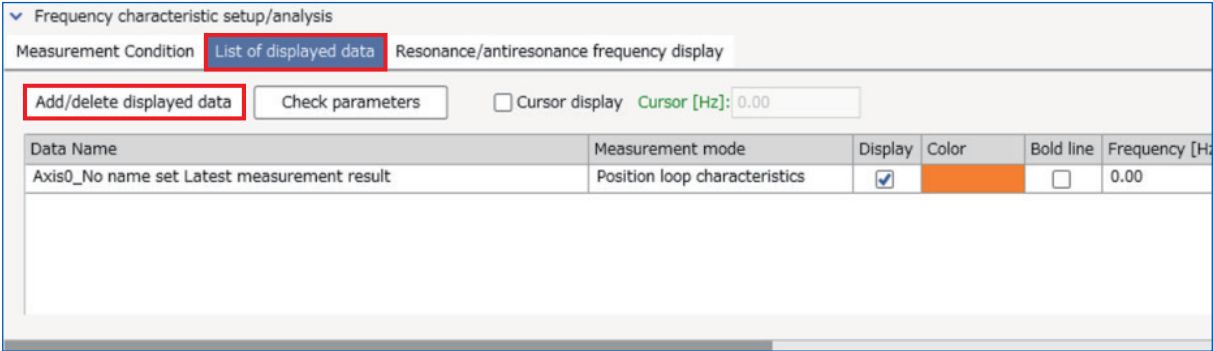 Frequency characteristic setup/analysis
Measurement Condition List of displayed data Resonance/antiresonance frequency display
Add/delete displayed data Check parameters Cursor display Cursor [Hz]: 0.00
Data Name Measurement mode Display Color Bold line Frequency [Hz
Axis0_No name set Latest measurement result Position loop characteristics 0.00